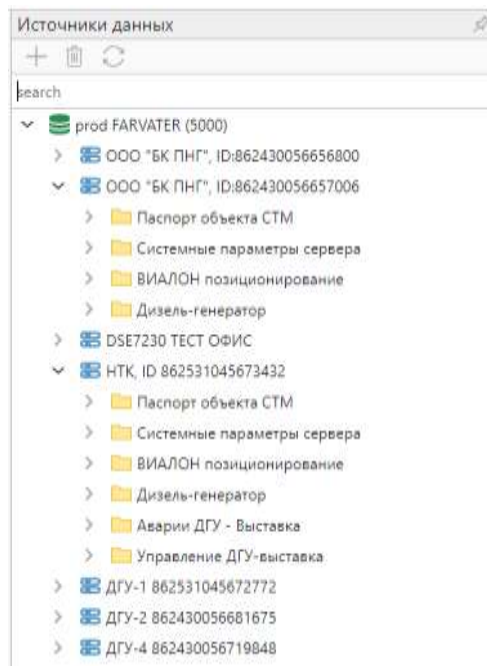 Источники данных
search
prod FARVATER (5000)
ООО "БК ПНГ", ID:862430056656800
ООО "БК ПНГ", ID:862430056657006
Паспорт объекта СТМ
Системные параметры сервера
ВИАЛОН позиционирование
Дизель-генератор
DSE7230 ТЕСТ ОФИС
НТК, ID 862531045673432
Паспорт объекта СТМ
Системные параметры сервера
ВИАЛОН позиционирование
Дизель-генератор
Аварии ДГУ - Выставка
Управление ДГУ-выставка
ДГУ-1 862531045672772
ДГУ-2 862430056681675
ДГУ-4 862430056719848